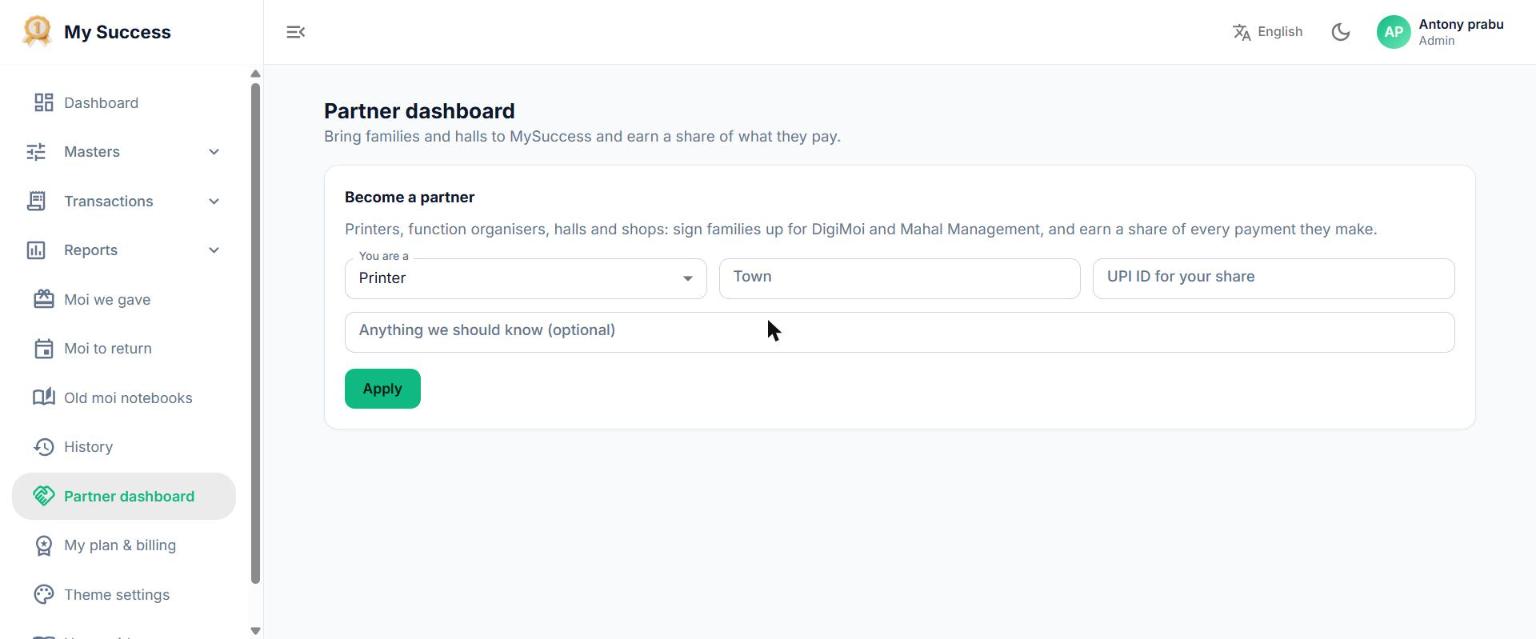 My Success
English
AP
Antony prabu
Admin
Dashboard
Masters
Transactions
Reports
Moi we gave
Moi to return
Old moi notebooks
History
Partner dashboard
My plan & billing
Theme settings
Partner dashboard
Bring families and halls to MySuccess and earn a share of what they pay.
Become a partner
Printers, function organisers, halls and shops: sign families up for DigiMoi and Mahal Management, and earn a share of every payment they make.
You are a
Printer
Town
UPI ID for your share
Anything we should know (optional)
Apply